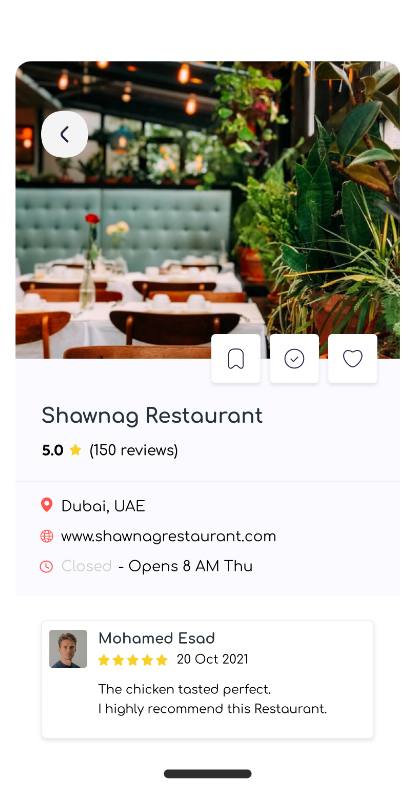 Shawnag Restaurant
5.0 (150 reviews)
Dubai, UAE
www.shawnagrestaurant.com
Closed - Opens 8 AM Thu
Mohamed Esad
20 Oct 2021
The chicken tasted perfect.
I highly recommend this Restaurant.